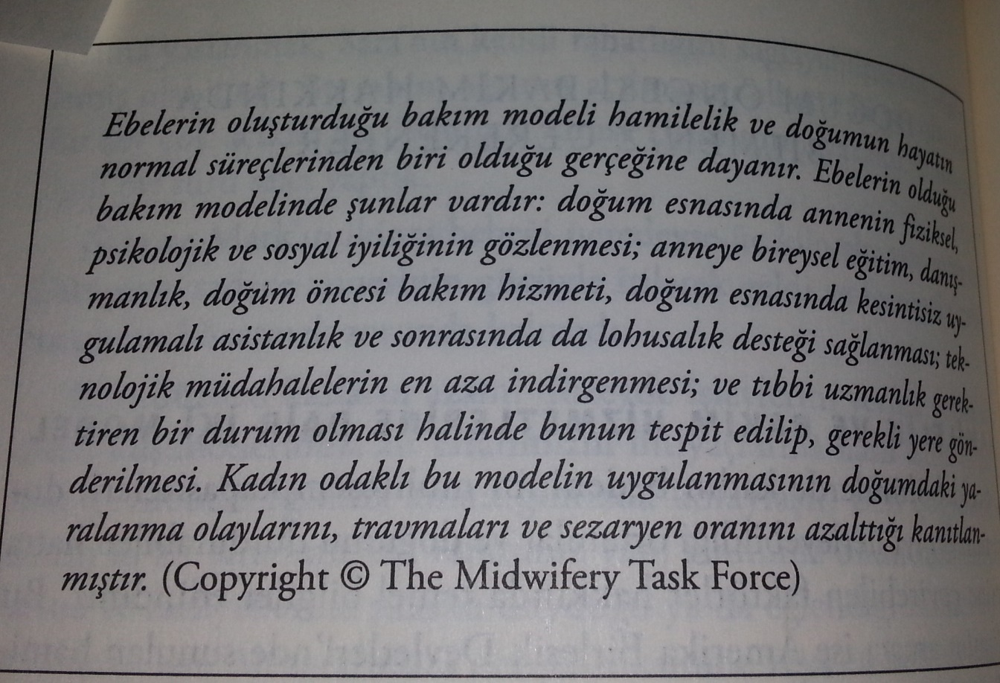 Ebelerin oluşturduğu bakım modeli hamilelik ve doğumun hayatın
normal süreçlerinden biri olduğu gerçeğine dayanır. Ebelerin olduğu
bakım modelinde şunlar vardır: doğum esnasında annenin fiziksel,
psikolojik ve sosyal iyiliğinin gözlenmesi; anneye bireysel eğitim, danış-
manlık, doğum öncesi bakım hizmeti, doğum esnasında kesintisiz uy-
gulamalı asistanlık ve sonrasında da lohusalık desteği sağlanması; tek-
nolojik müdahalelerin en aza indirgenmesi; ve tıbbi uzmanlık gerek-
tiren bir durum olması halinde bunun tespit edilip, gerekli yere gön-
derilmesi. Kadın odaklı bu modelin uygulanmasının doğumdaki ya-
ralanma olaylarını, travmaları ve sezaryen oranını azalttığı kanıtlan-
mıştır. (Copyright © The Midwifery Task Force)